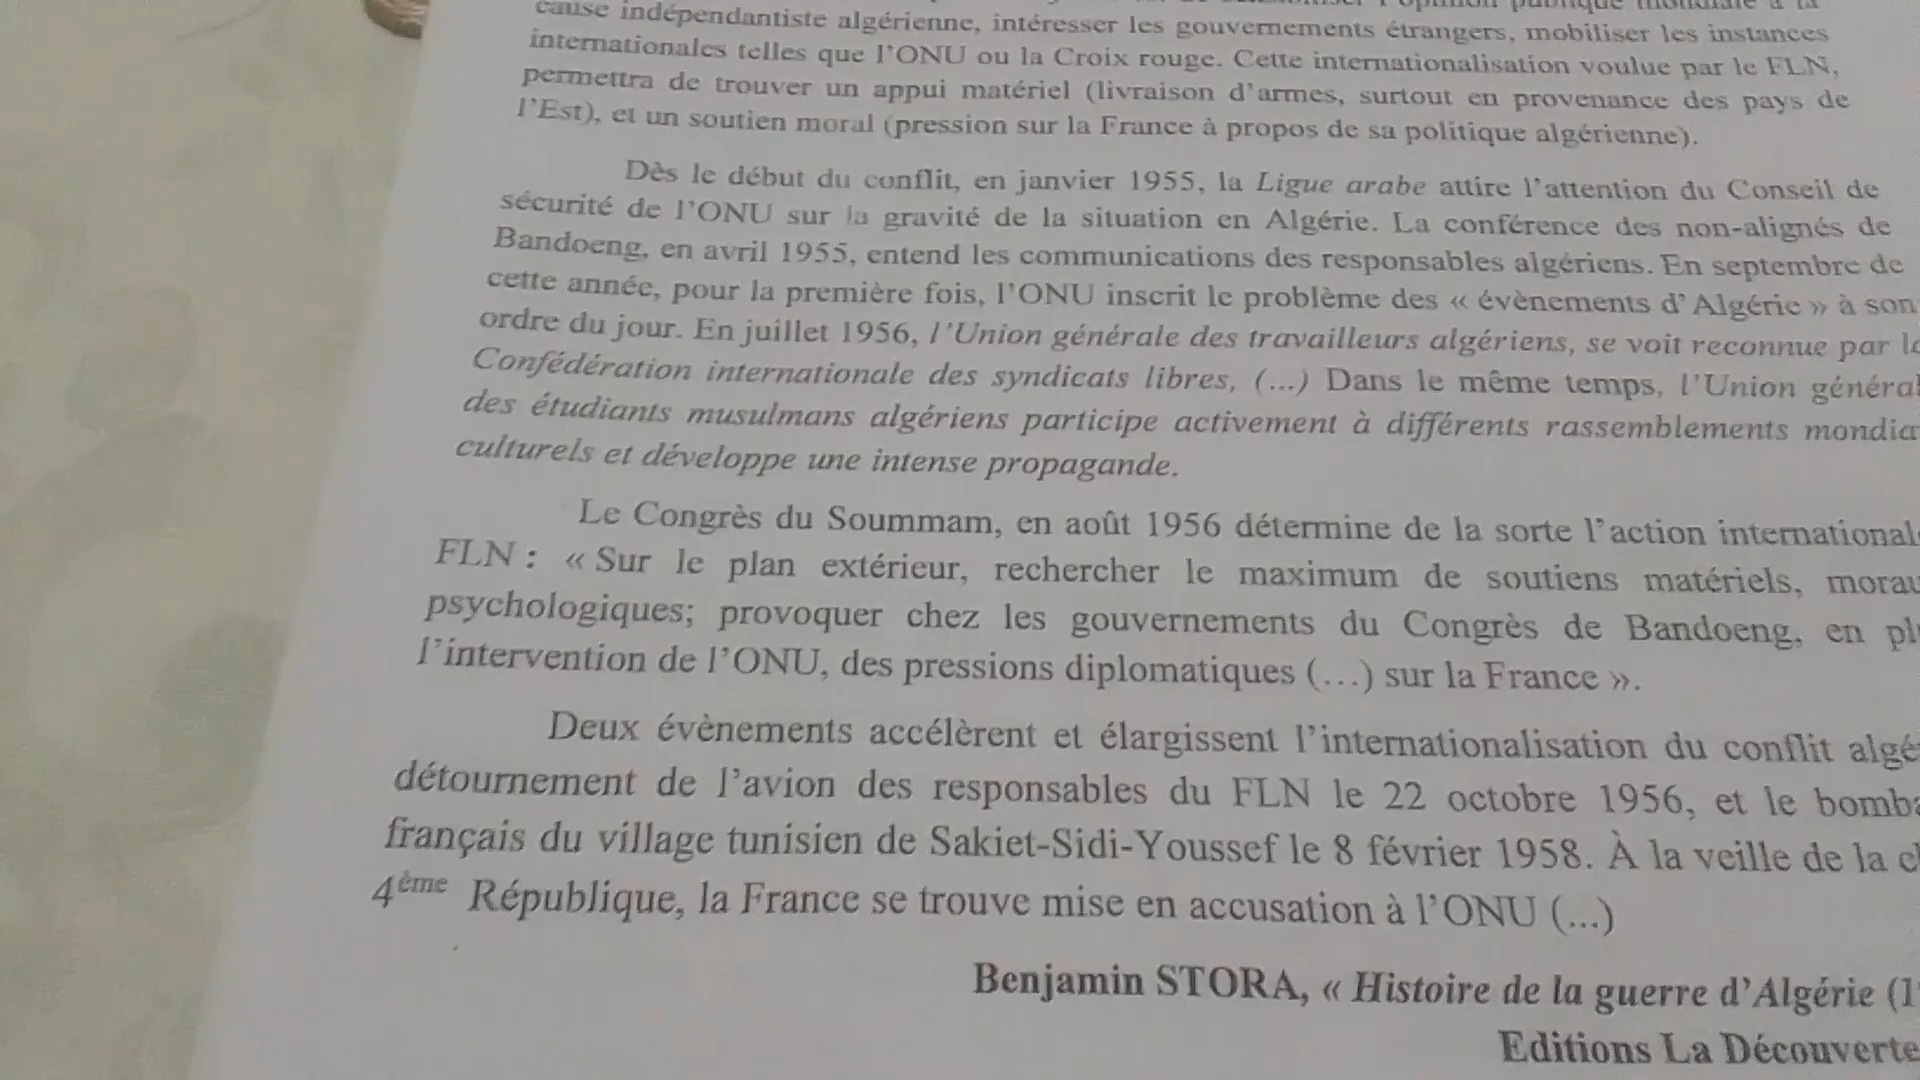 cause indépendantiste algérienne, intéresser les gouvernements étrangers, mobiliser les instances
internationales telles que l'ONU ou la Croix rouge. Cette internationalisation voulue par le FLN,
permettra de trouver un appui matériel (livraison d'armes, surtout en provenance des pays de
l'Est), et un soutien moral (pression sur la France à propos de sa politique algérienne).
Dès le début du conflit, en janvier 1955, la Ligue arabe attire l'attention du Conseil de
sécurité de l'ONU sur la gravité de la situation en Algérie. La conférence des non-alignés de
Bandoeng, en avril 1955, entend les communications des responsables algériens. En septembre de
cette année, pour la première fois, l'ONU inscrit le problème des « évènements d'Algérie » à son
ordre du jour. En juillet 1956, l'Union générale des travailleurs algériens, se voit reconnue par
Confédération internationale des syndicats libres, (...) Dans le même temps, l'Union
des étudiants musulmans algériens participe activement à différents rassemblements
culturels et développe une intense propagande.
Le Congrès du Soummam, en août 1956 détermine de la sorte l'action
FLN : « Sur le plan extérieur, rechercher le maximum de soutiens matériels,
psychologiques; provoquer chez les gouvernements du Congrès de Bandoeng, en
l'intervention de l'ONU, des pressions diplomatiques (...) sur la France ».
Deux évènements accélèrent et élargissent l'internationalisation du conflit
détournement de l'avion des responsables du FLN le 22 octobre 1956, et le
français du village tunisien de Sakiet-Sidi-Youssef le 8 février 1958. À la veille de la
4ème République, la France se trouve mise en accusation à l'ONU (...)
Benjamin STORA, « Histoire de la guerre d'Algérie
Editions La Découverte